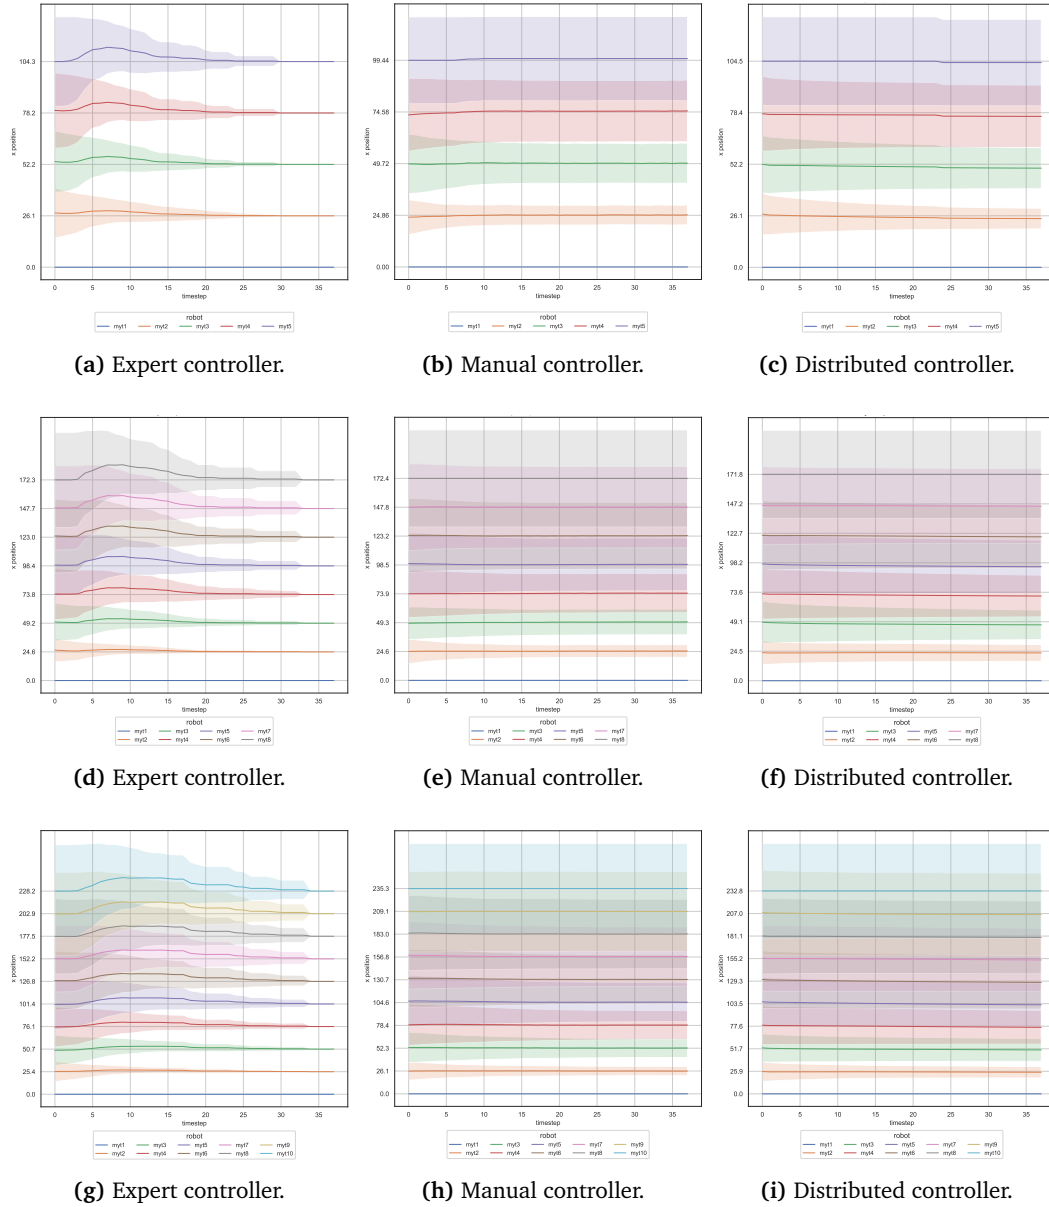 104.3
78.2
52.2
26.1
0.0
x position
0 5 10 15 20 25 30 35
timestep
robot
myt1 myt2 myt3 myt4 myt5
(a) Expert controller.
99.44
74.58
49.72
24.86
0.00
x position
0 5 10 15 20 25 30 35
timestep
robot
myt1 myt2 myt3 myt4 myt5
(b) Manual controller.
104.5
78.4
52.2
26.1
0.0
x position
0 5 10 15 20 25 30 35
timestep
robot
myt1 myt2 myt3 myt4 myt5
(c) Distributed controller.
172.3
147.7
123.0
98.4
73.8
49.2
24.6
0.0
x position
0 5 10 15 20 25 30 35
timestep
robot
myt1 myt3 myt5 myt7
myt2 myt4 myt6 myt8
(d) Expert controller.
172.4
147.8
123.2
98.5
73.9
49.3
24.6
0.0
x position
0 5 10 15 20 25 30 35
timestep
robot
myt1 myt3 myt5 myt7
myt2 myt4 myt6 myt8
(e) Manual controller.
171.8
147.2
122.7
98.2
73.6
49.1
24.5
0.0
x position
0 5 10 15 20 25 30 35
timestep
robot
myt1 myt3 myt5 myt7
myt2 myt4 myt6 myt8
(f) Distributed controller.
228.2
202.9
177.5
152.2
126.8
101.4
76.1
50.7
25.4
0.0
x position
0 5 10 15 20 25 30 35
timestep
robot
myt1 myt3 myt5 myt7 myt9
myt2 myt4 myt6 myt8 myt10
(g) Expert controller.
235.3
209.1
183.0
156.8
130.7
104.6
78.4
52.3
26.1
0.0
x position
0 5 10 15 20 25 30 35
timestep
robot
myt1 myt3 myt5 myt7 myt9
myt2 myt4 myt6 myt8 myt10
(h) Manual controller.
232.8
207.0
181.1
155.2
129.3
103.5
77.6
51.7
25.9
0.0
x position
0 5 10 15 20 25 30 35
timestep
robot
myt1 myt3 myt5 myt7 myt9
myt2 myt4 myt6 myt8 myt10
(i) Distributed controller.